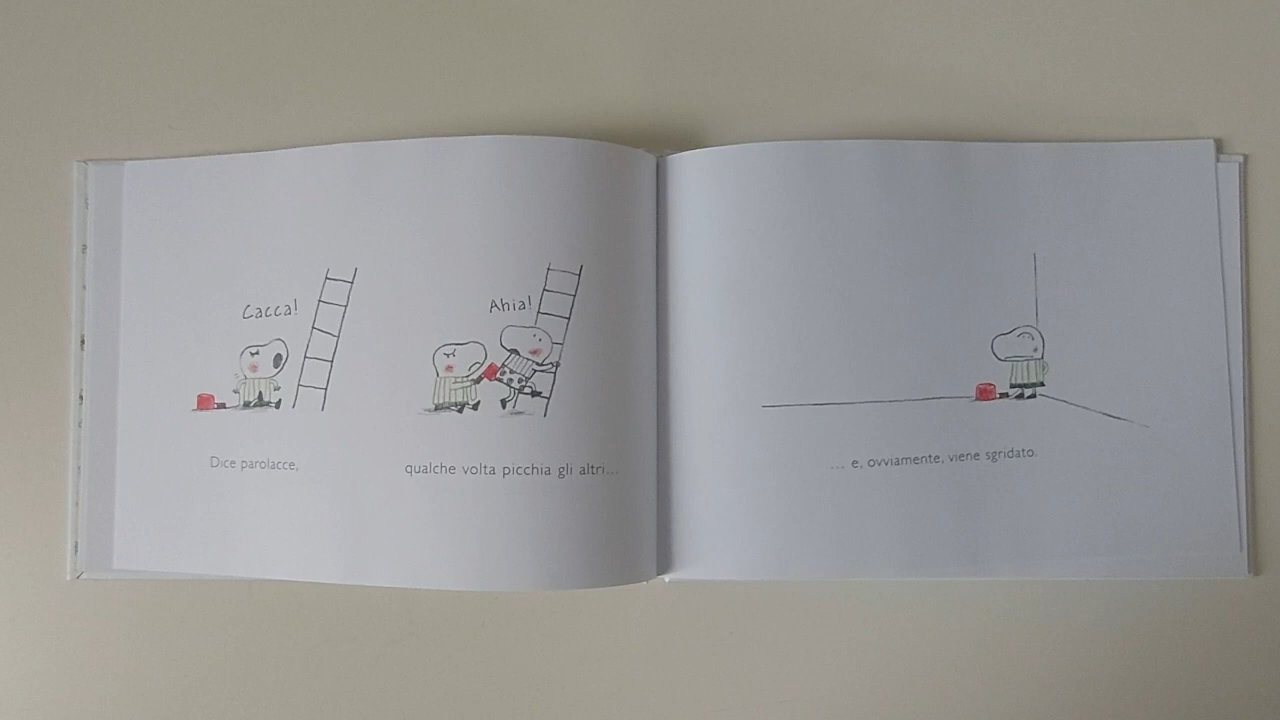 Cacca!
Dice parolacce,
Ahia!
qualche volta picchia gli altri...
... e, ovviamente, viene sgridato.